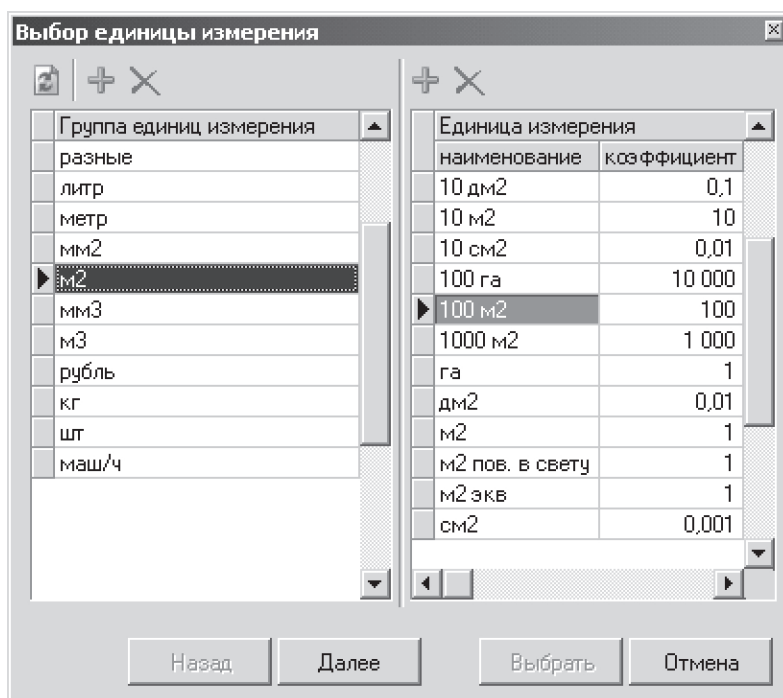 Выбор единицы измерения
Группа единиц измерения
разные
литр
метр
мм2
м2
мм3
м3
рубль
кг
шт
маш/ч
Единица измерения
наименование коэффициент
10 дм2 0,1
10 м2 10
10 см2 0,01
100 га 10 000
100 м2 100
1000 м2 1 000
га 1
дм2 0,01
м2 1
м2 пов. в свету 1
м2 экв 1
см2 0,001
Назад Далее Выбрать Отмена